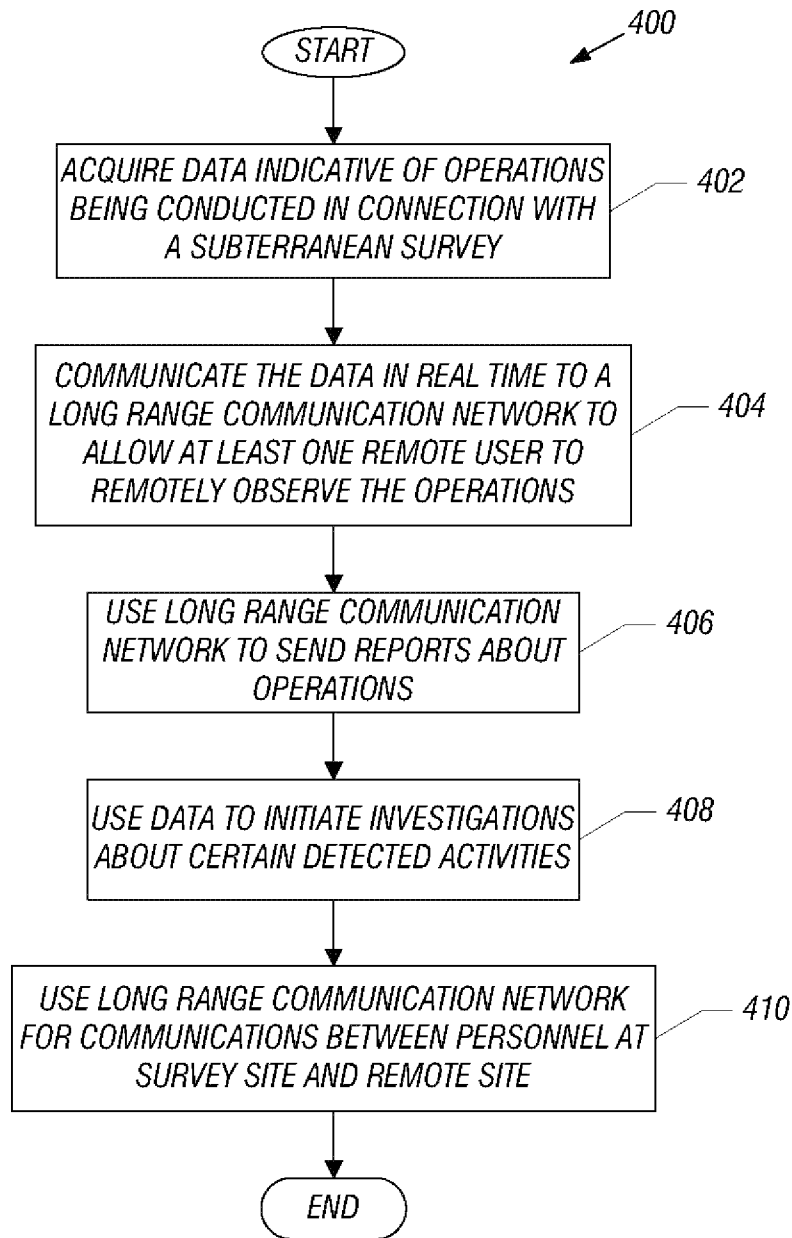 START
400
ACQUIRE DATA INDICATIVE OF OPERATIONS
BEING CONDUCTED IN CONNECTION WITH
A SUBTERRANEAN SURVEY
402
COMMUNICATE THE DATA IN REAL TIME TO A
LONG RANGE COMMUNICATION NETWORK TO
ALLOW AT LEAST ONE REMOTE USER TO
REMOTELY OBSERVE THE OPERATIONS
404
USE LONG RANGE COMMUNICATION
NETWORK TO SEND REPORTS ABOUT
OPERATIONS
406
USE DATA TO INITIATE INVESTIGATIONS
ABOUT CERTAIN DETECTED ACTIVITIES
408
USE LONG RANGE COMMUNICATION NETWORK
FOR COMMUNICATIONS BETWEEN PERSONNEL AT
SURVEY SITE AND REMOTE SITE
410
END